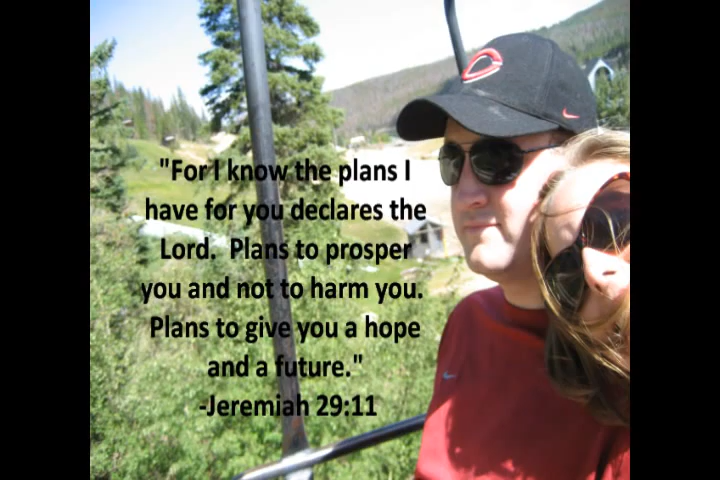 "For I know the plans I
have for you declares the
Lord.  Plans to prosper
you and not to harm you.
Plans to give you a hope
and a future."
-Jeremiah 29:11